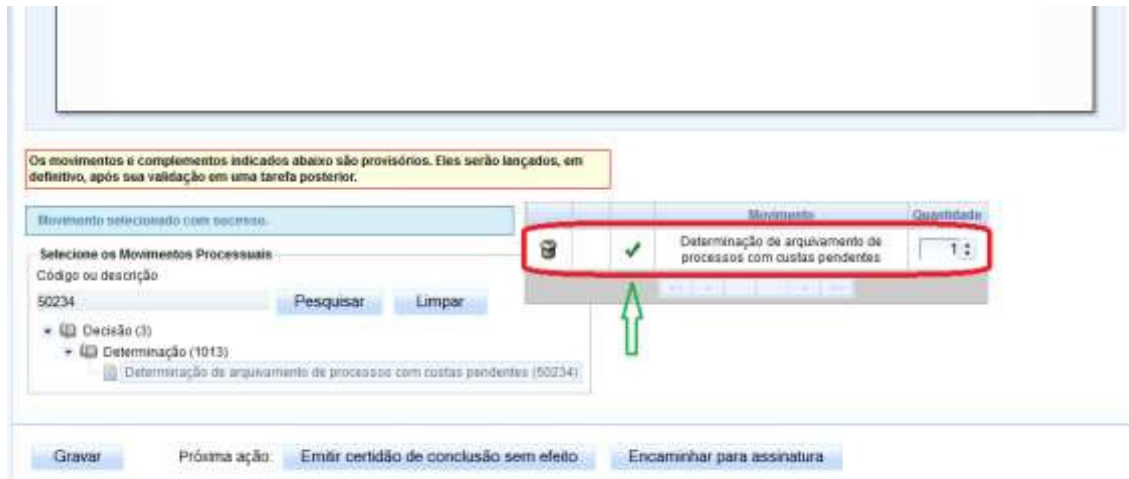 Os movimentos e complementos indicados abaixo são provisórios. Eles serão lançados, em
definitivo, após sua validação em uma tarefa posterior.
Movimento selecionado com sucesso.
Selecione os Movimentos Processuais
Código ou descrição
50234
Pesquisar
Limpar
Decisão (3)
Determinação (1013)
Determinação de arquivamento de processos com custas pendentes (50234)
Movimento
Quantidade
Determinação de arquivamento de
processos com custas pendentes
1
Gravar
Próxima ação:
Emitir certidão de conclusão sem efeito
Encaminhar para assinatura